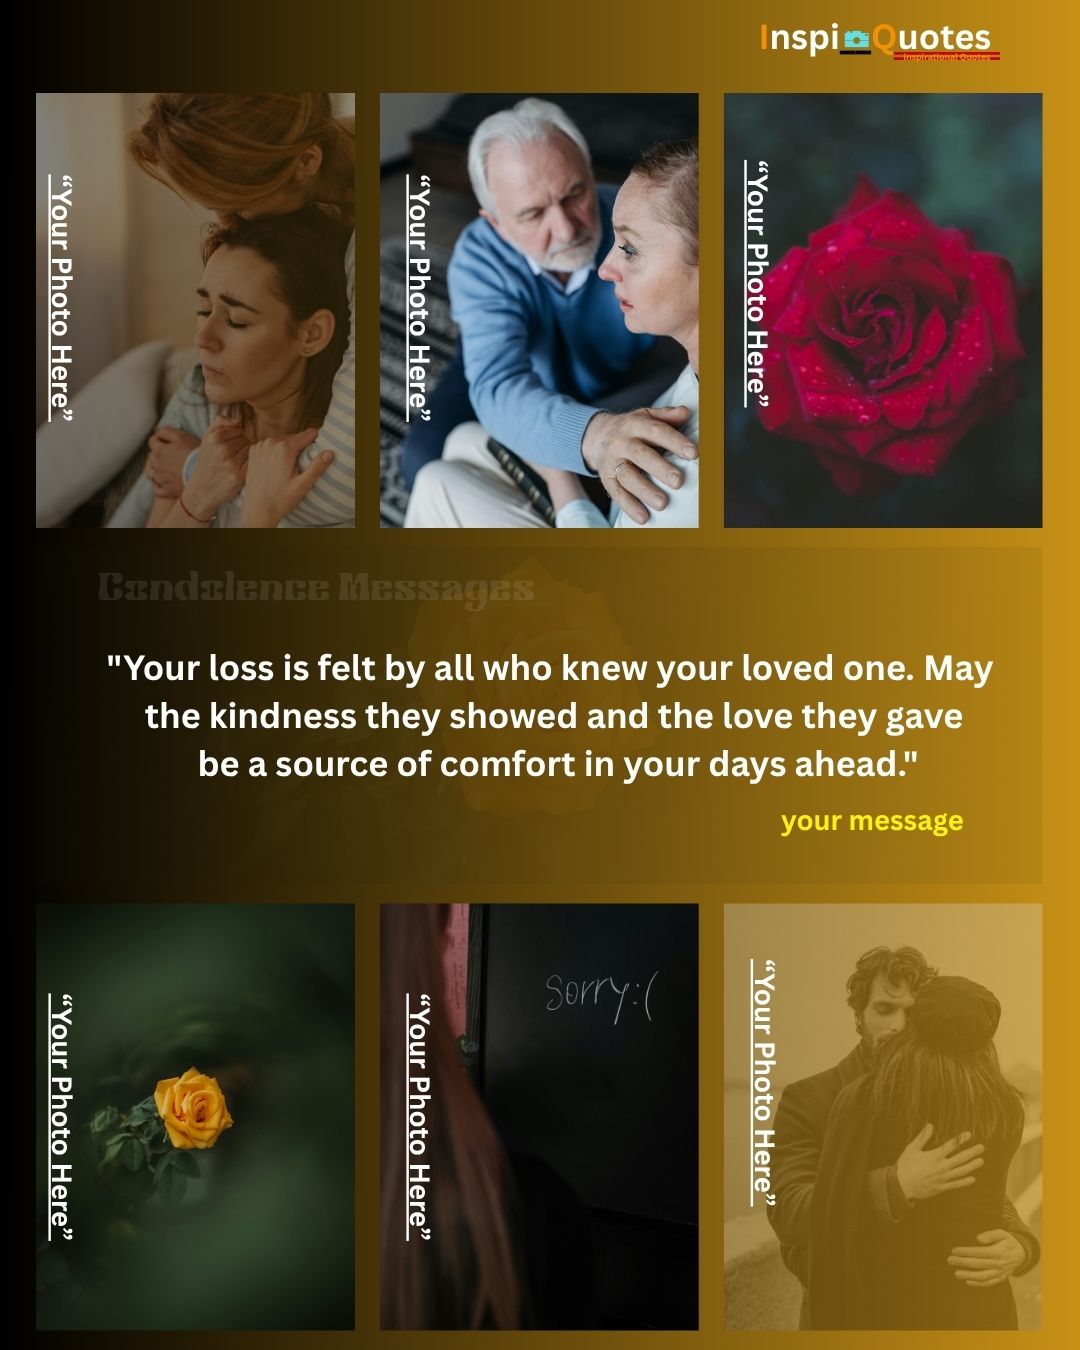 InspiQuotes
Inspirational Quotes
“Your Photo Here”
“Your Photo Here”
“Your Photo Here”
Condolence Messages
"Your loss is felt by all who knew your loved one. May
the kindness they showed and the love they gave
be a source of comfort in your days ahead."
your message
“Your Photo Here”
“Your Photo Here”
Sorry:(
“Your Photo Here”